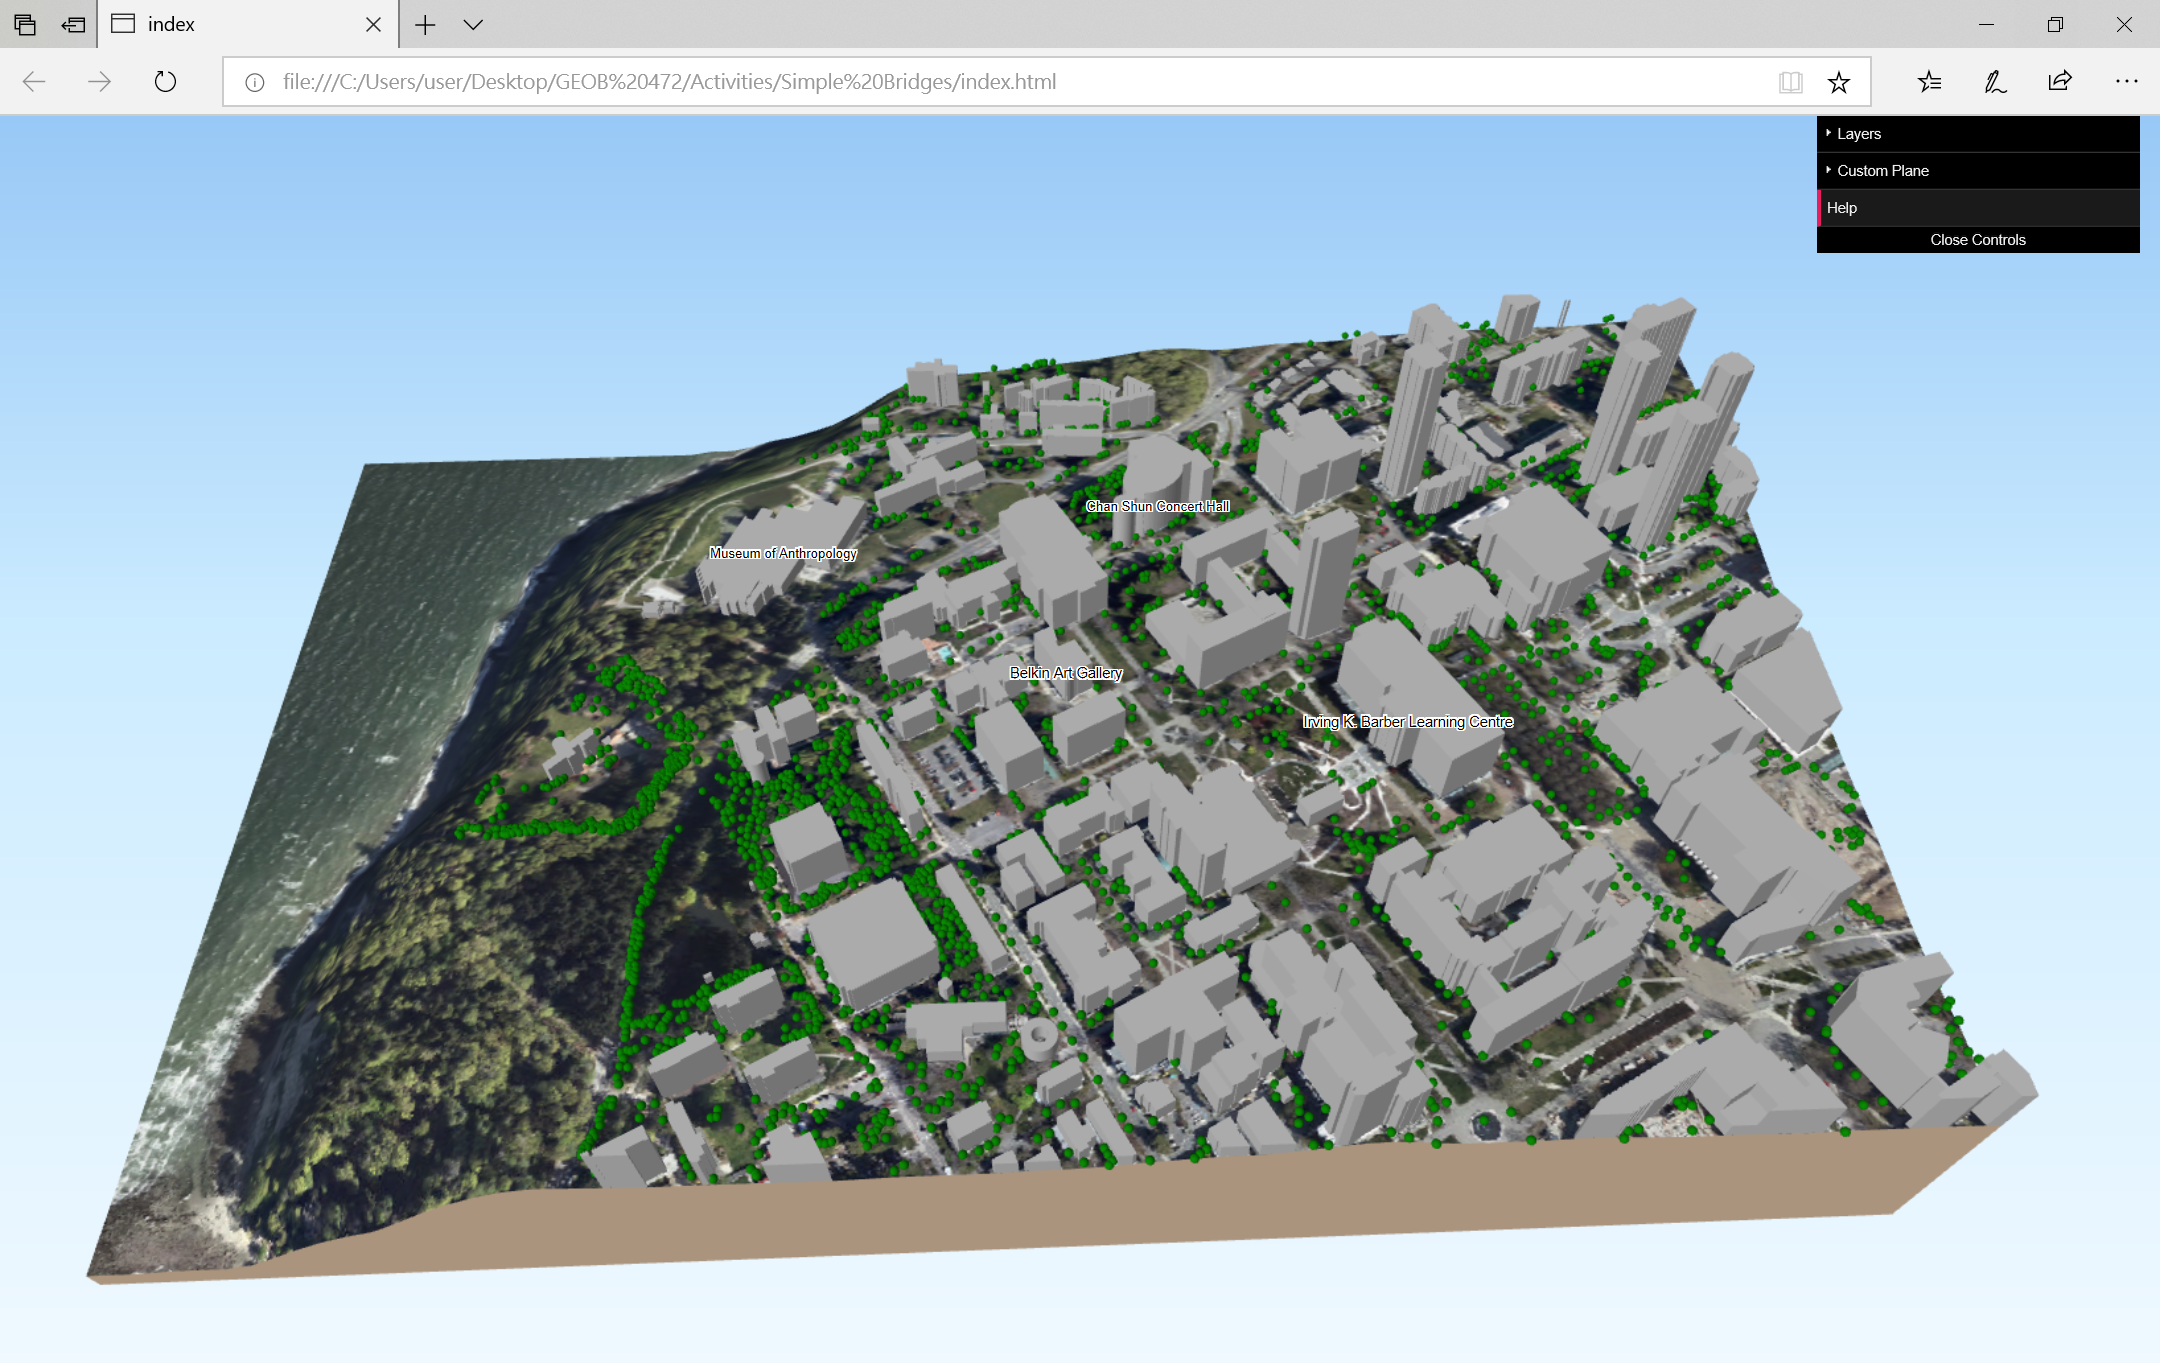 index
file:///C:/Users/user/Desktop/GEOB%20472/Activities/Simple%20Bridges/index.html
Layers
Custom Plane
Help
Close Controls
Chan Shun Concert Hall
Museum of Anthropology
Belkin Art Gallery
Irving K. Barber Learning Centre